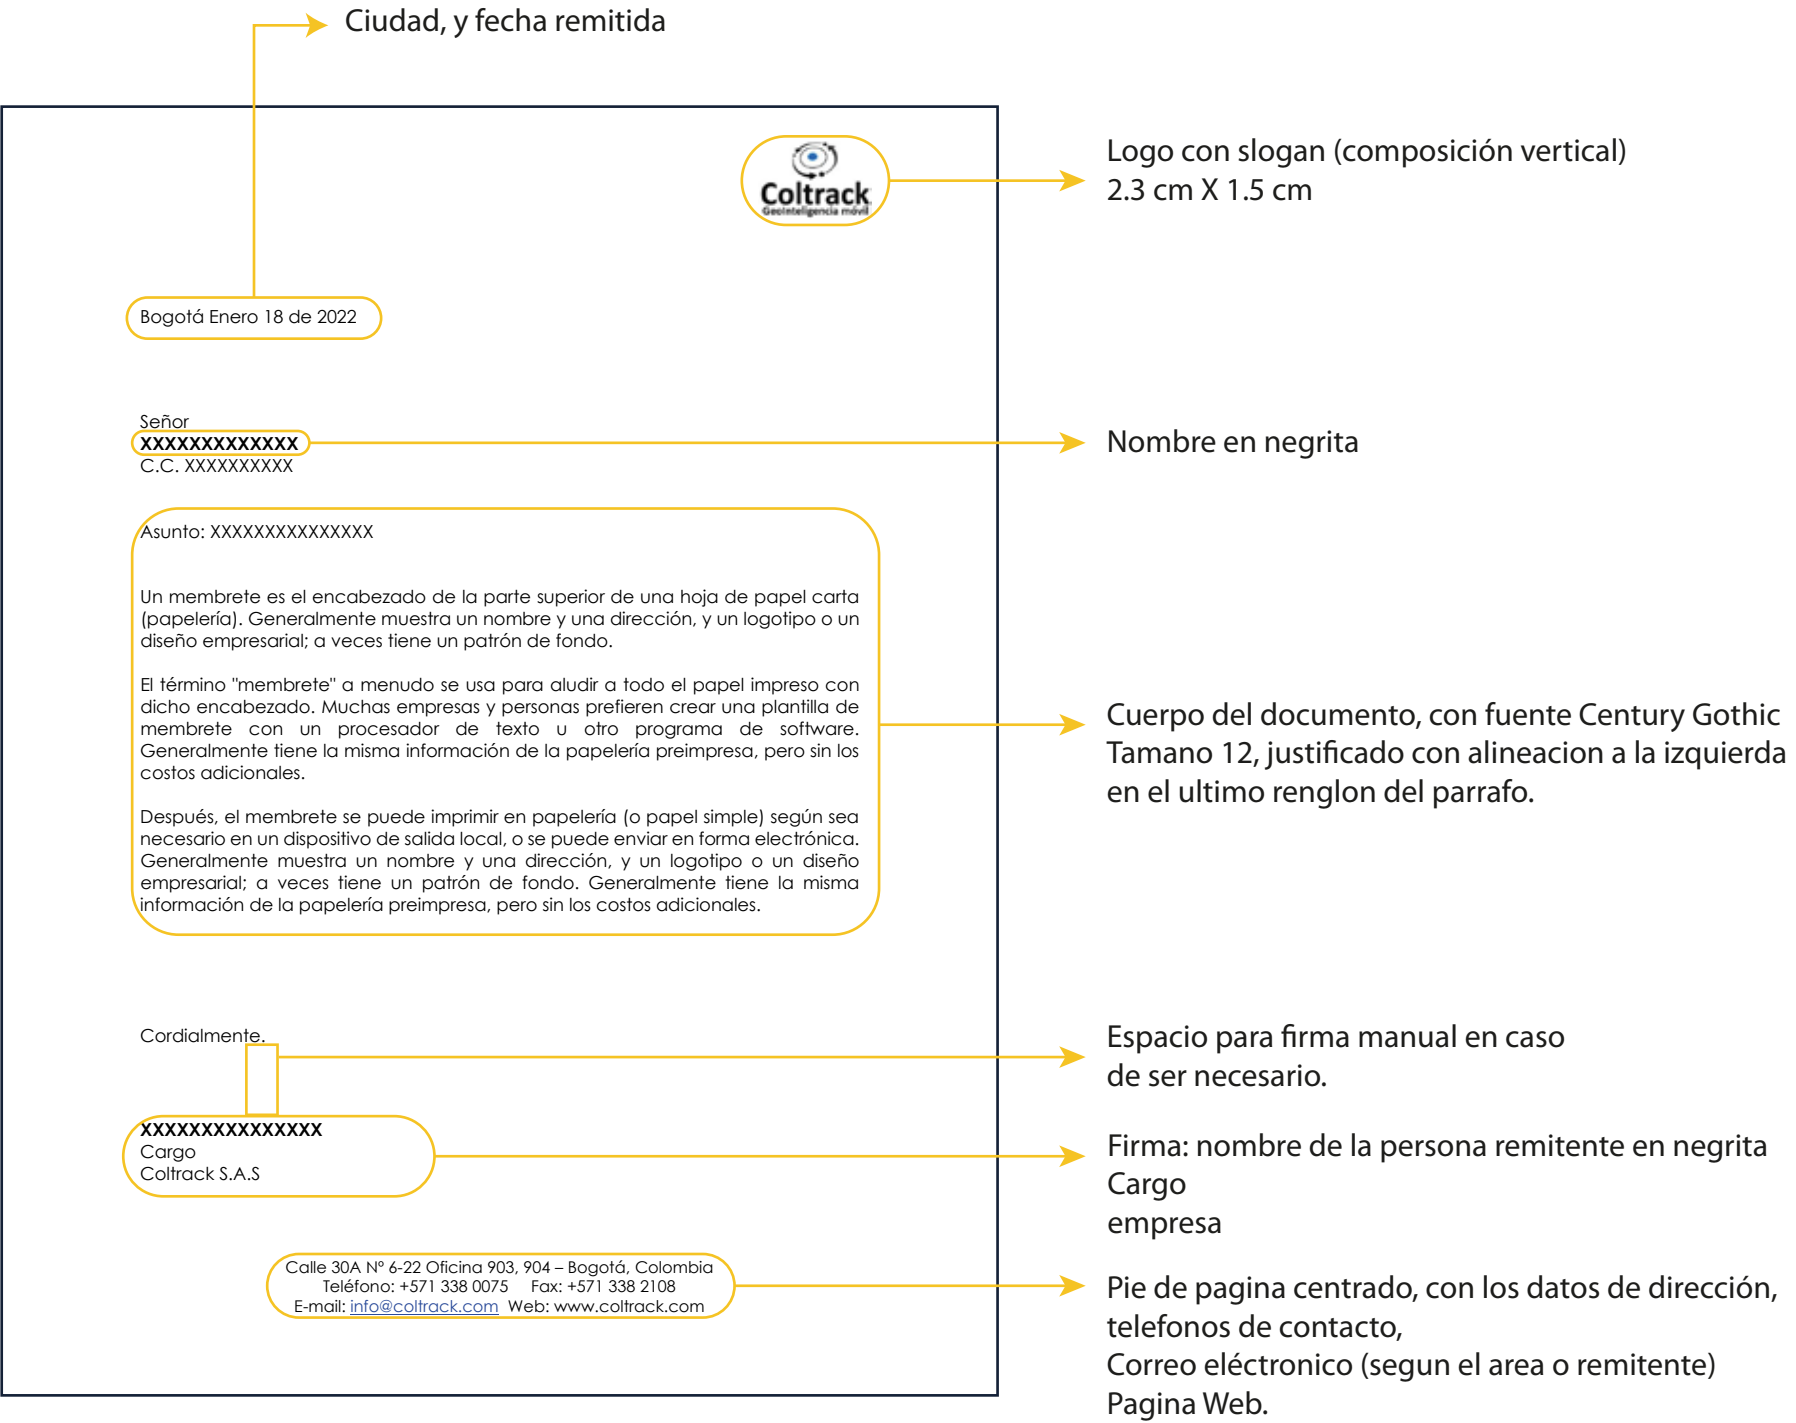 Ciudad, y fecha remitida
Coltrack
GeoInteligencia móvil
Logo con slogan (composición vertical)
2.3 cm X 1.5 cm
Bogotá Enero 18 de 2022
Señor
XXXXXXXXXXXXX
C.C. XXXXXXXXXX
Nombre en negrita
Asunto: XXXXXXXXXXXXXXX
Un membrete es el encabezado de la parte superior de una hoja de papel carta
(papelería). Generalmente muestra un nombre y una dirección, y un logotipo o un
diseño empresarial; a veces tiene un patrón de fondo.
El término "membrete" a menudo se usa para aludir a todo el papel impreso con
dicho encabezado. Muchas empresas y personas prefieren crear una plantilla de
membrete con un procesador de texto u otro programa de software.
Generalmente tiene la misma información de la papelería preimpresa, pero sin los
costos adicionales.
Después, el membrete se puede imprimir en papelería (o papel simple) según sea
necesario en un dispositivo de salida local, o se puede enviar en forma electrónica.
Generalmente muestra un nombre y una dirección, y un logotipo o un diseño
empresarial; a veces tiene un patrón de fondo. Generalmente tiene la misma
información de la papelería preimpresa, pero sin los costos adicionales.
Cuerpo del documento, con fuente Century Gothic
Tamano 12, justificado con alineacion a la izquierda
en el ultimo renglon del parrafo.
Cordialmente.
Espacio para firma manual en caso
de ser necesario.
XXXXXXXXXXXXXXX
Cargo
Coltrack S.A.S
Firma: nombre de la persona remitente en negrita
Cargo
empresa
Calle 30A Nº 6-22 Oficina 903, 904 – Bogotá, Colombia
Teléfono: +571 338 0075 Fax: +571 338 2108
E-mail: info@coltrack.com Web: www.coltrack.com
Pie de pagina centrado, con los datos de dirección,
telefonos de contacto,
Correo eléctronico (segun el area o remitente)
Pagina Web.